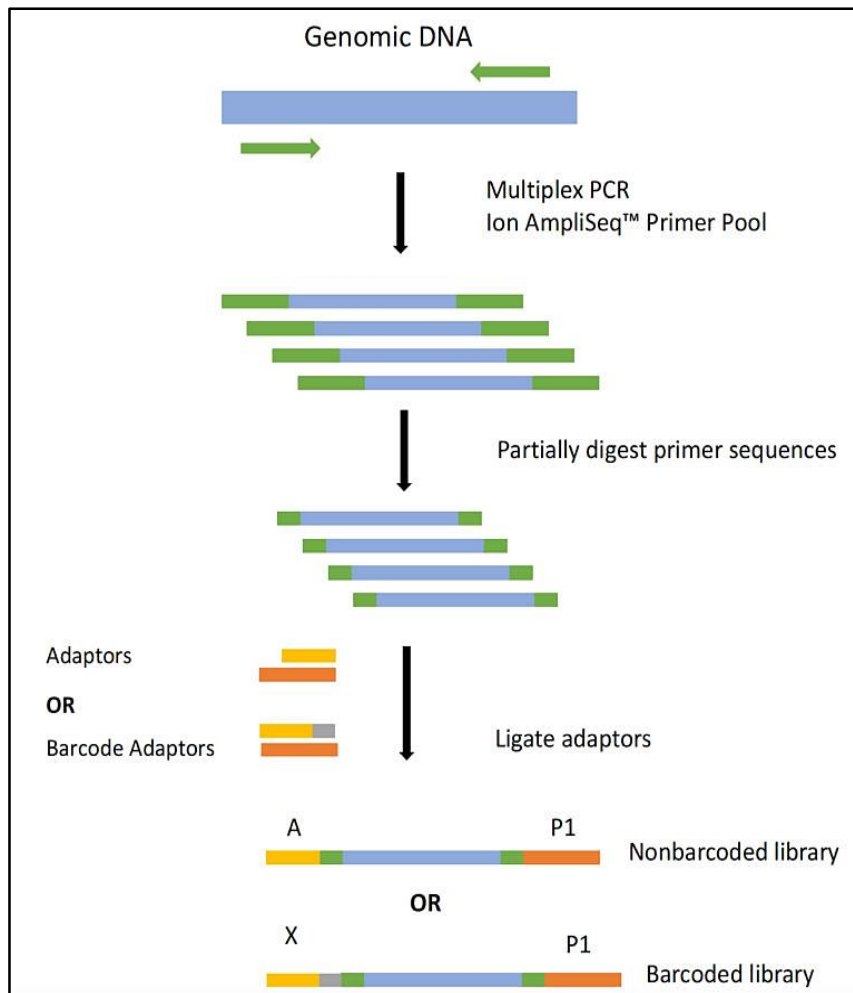 Genomic DNA
Multiplex PCR
Ion AmpliSeq™ Primer Pool
Partially digest primer sequences
Adaptors
OR
Barcode Adaptors
Ligate adaptors
A
P1
Nonbarcoded library
OR
X
P1
Barcoded library